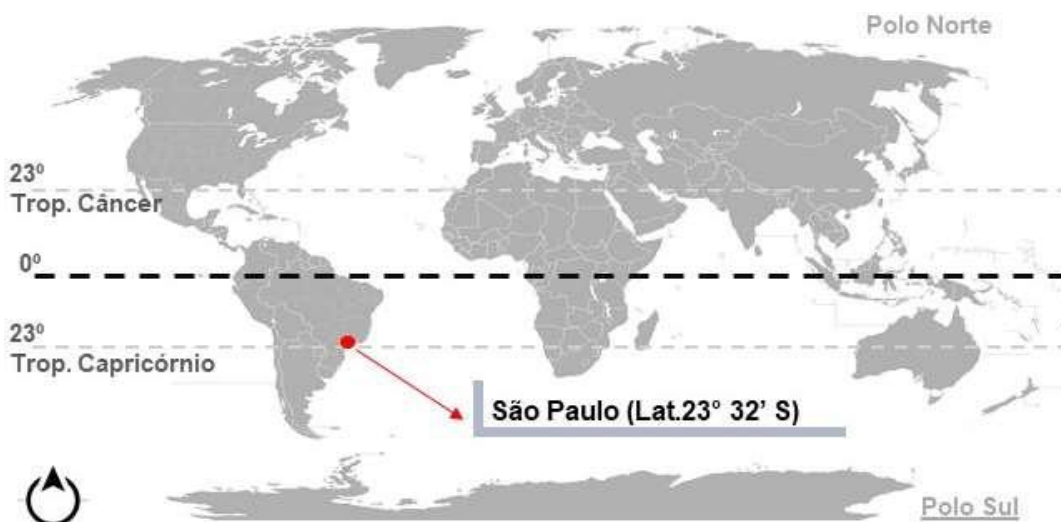 Polo Norte
23º
Trop. Câncer
0º
23º
Trop. Capricórnio
São Paulo (Lat.23° 32’ S)
Polo Sul